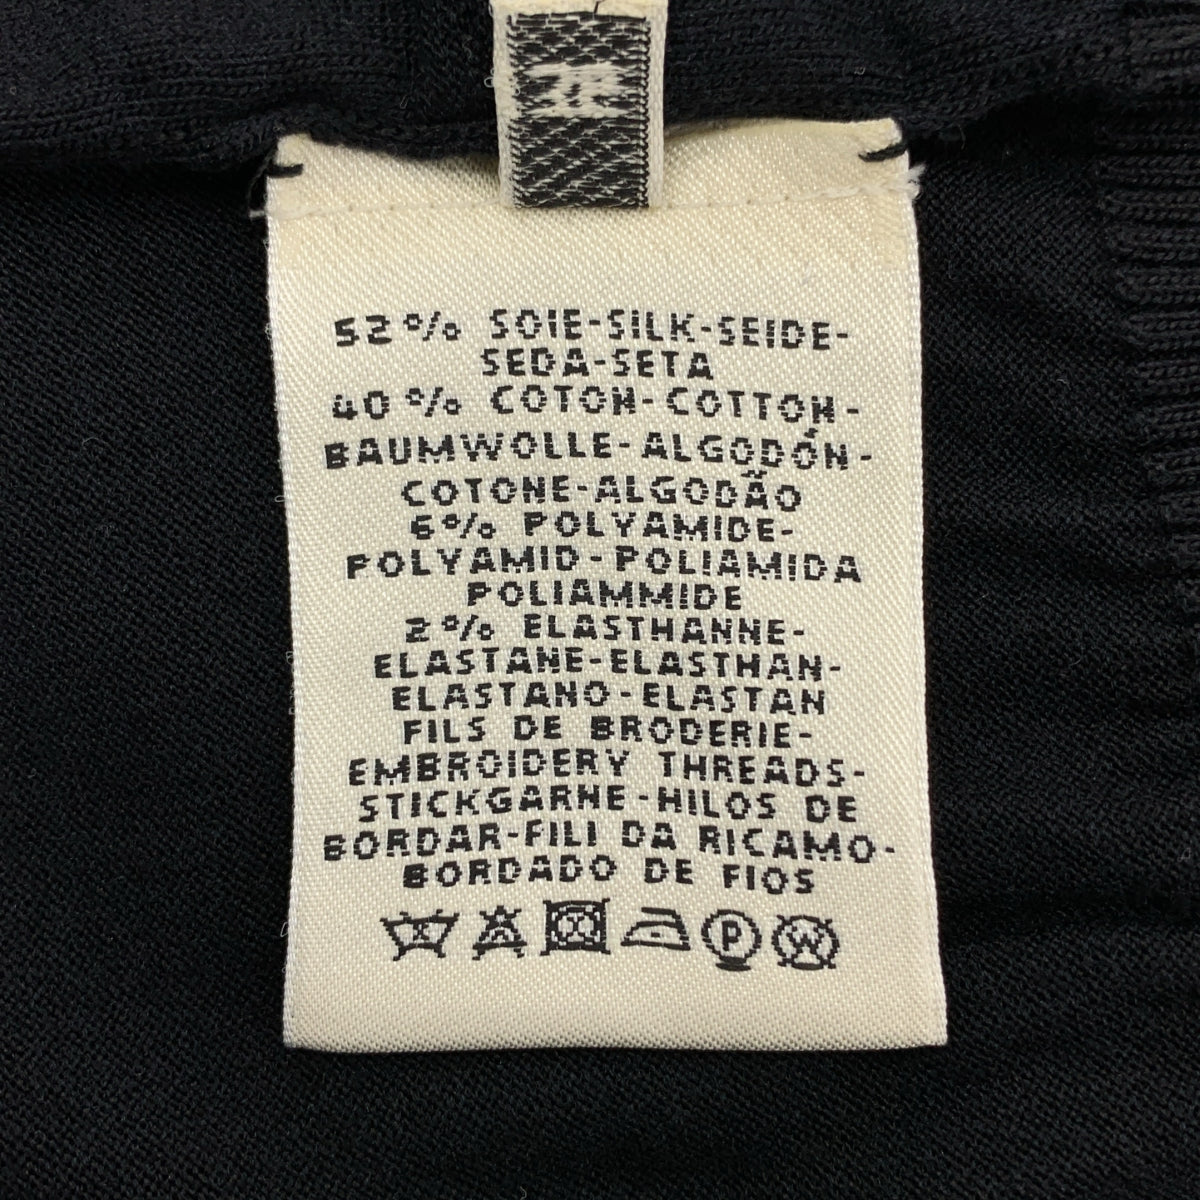 52% SOIE-SILK-SEIDE-
SEDA-SETA
40% COTON-COTTON-
BAUMWOLLE-ALGODÓN-
COTONE-ALGODÃO
6% POLYAMIDE-
POLYAMID-POLIAMIDA
POLIAMMIDE
2% ELASTHANNE-
ELASTANE-ELASTHAN-
ELASTANO-ELASTAN
FILS DE BRODERIE-
EMBROIDERY THREADS-
STICKGARNE-HILOS DE
BORDAR-FILI DA RICAMO-
BORDADO DE FIOS
P W